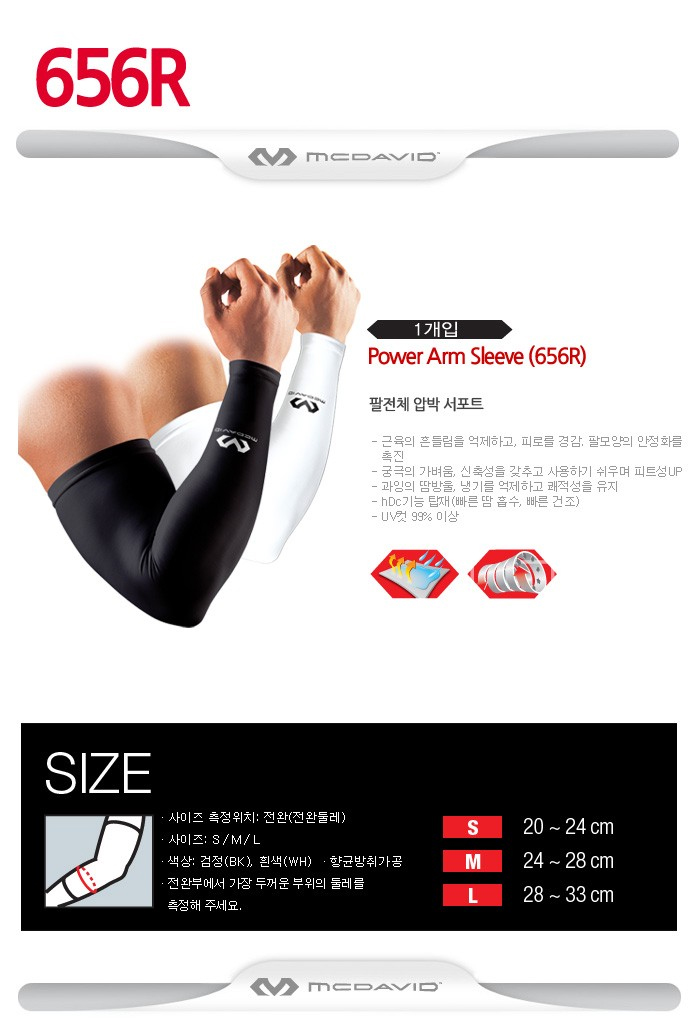 656R
McDAVID™
McDAVID
McDAVID
1개입
Power Arm Sleeve (656R)
팔전체 압박 서포트
- 근육의 흔들림을 억제하고, 피로를 경감. 팔모양의 안정화를
촉진
- 궁극의 가벼움, 신축성을 갖추고 사용하기 쉬우며 피트성UP
- 과잉의 땀방울, 냉기를 억제하고 쾌적성을 유지
- hDc기능 탑재(빠른 땀 흡수, 빠른 건조)
- UV컷 99% 이상
SIZE
· 사이즈 측정위치: 전완(전완둘레)
· 사이즈: S / M / L
· 색상: 검정(BK), 흰색(WH) · 향균방취가공
· 전완부에서 가장 두꺼운 부위의 둘레를
측정해 주세요.
S 20 ~ 24 cm
M 24 ~ 28 cm
L 28 ~ 33 cm
McDAVID™